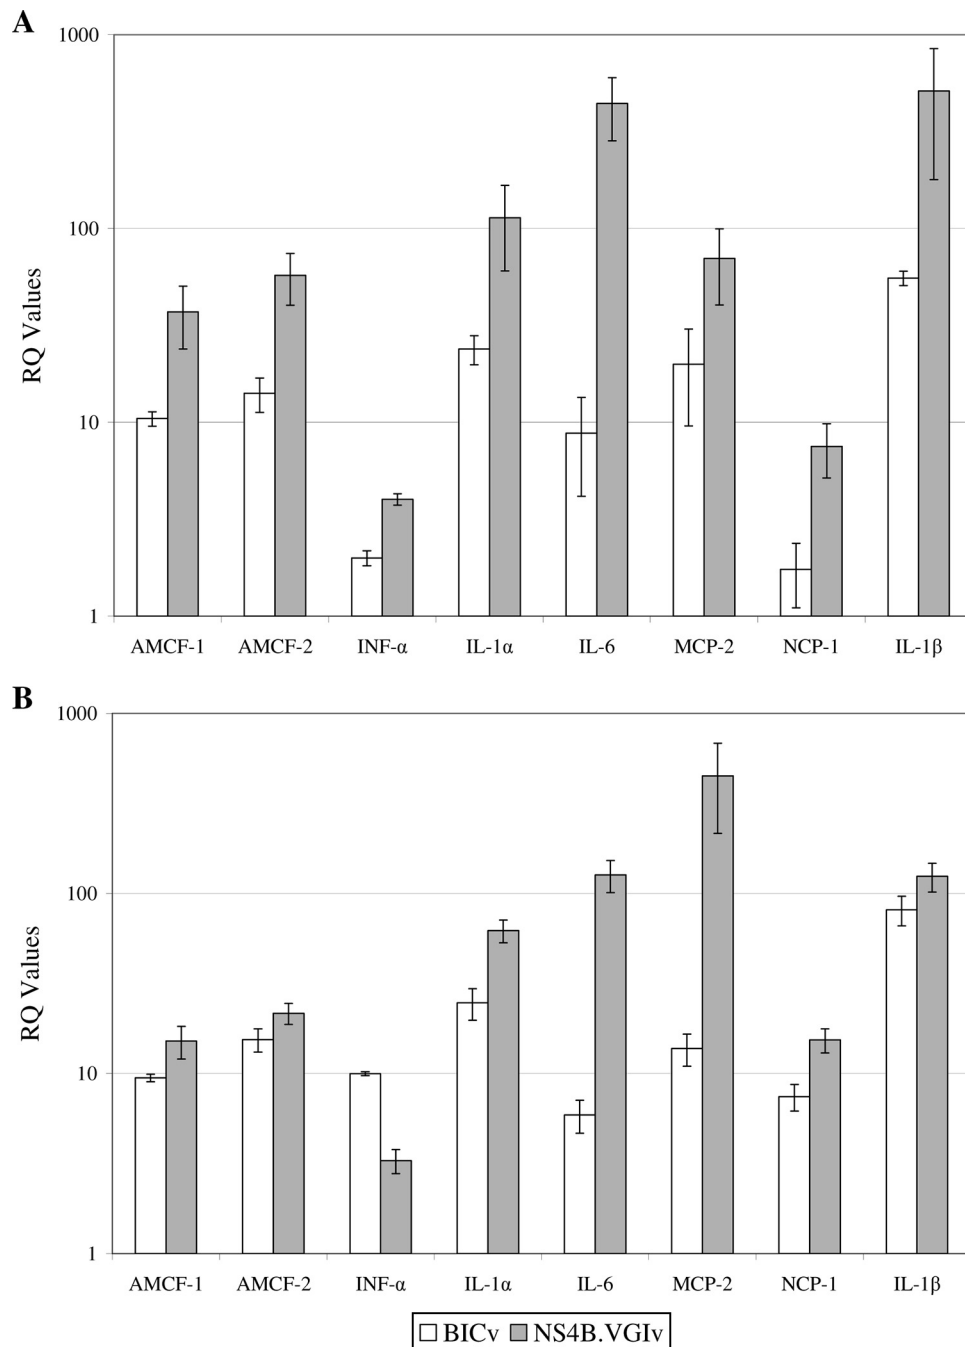 A
1000
100
10
1
RQ Values
AMCF-1 AMCF-2 INF-α IL-1α IL-6 MCP-2 NCP-1 IL-1β
B
1000
100
10
1
RQ Values
AMCF-1 AMCF-2 INF-α IL-1α IL-6 MCP-2 NCP-1 IL-1β
BICv NS4B.VGIv